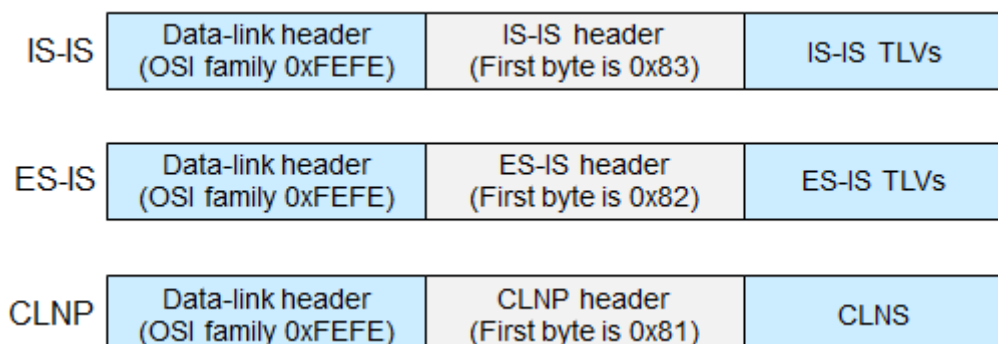 IS-IS
Data-link header
(OSI family 0xFEFE)
IS-IS header
(First byte is 0x83)
IS-IS TLVs
ES-IS
Data-link header
(OSI family 0xFEFE)
ES-IS header
(First byte is 0x82)
ES-IS TLVs
CLNP
Data-link header
(OSI family 0xFEFE)
CLNP header
(First byte is 0x81)
CLNS